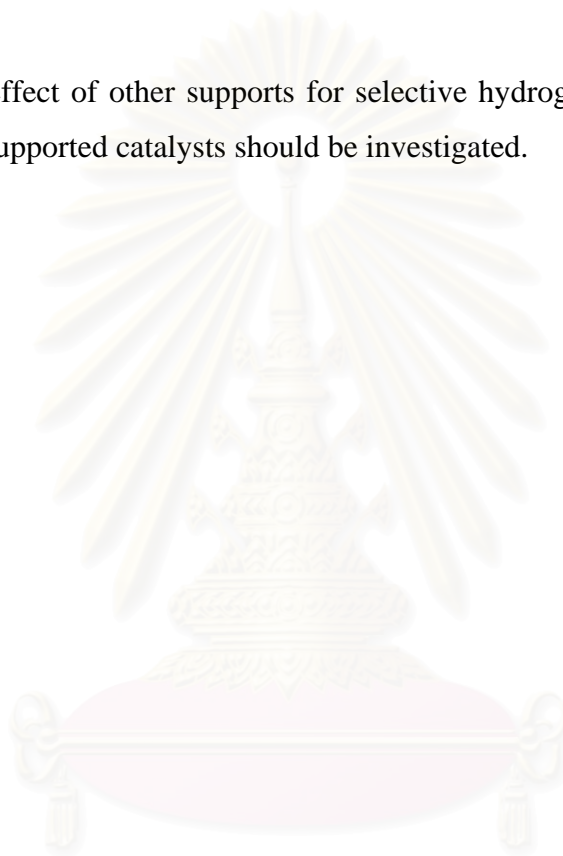 ffect of other supports for selective hydrog
upported catalysts should be investigated.